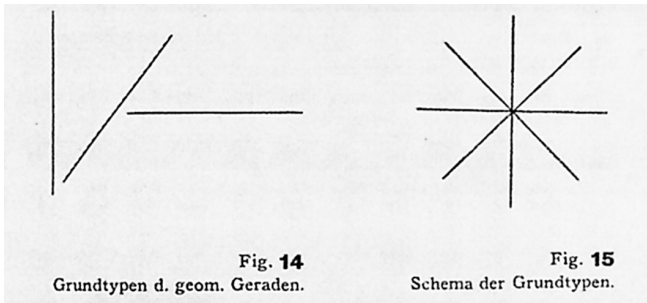 Fig. 14
Grundtypen d. geom. Geraden.
Fig. 15
Schema der Grundtypen.